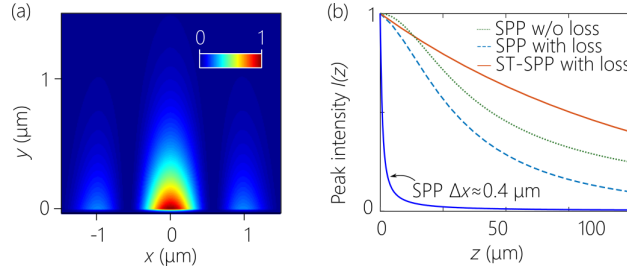 (a)
0 1
1
y (μm)
0
-1 0 1
x (μm)
(b)
1
SPP w/o loss
SPP with loss
ST-SPP with loss
Peak intensity I(z)
SPP Δx≈0.4 μm
0
0 50 100
z (μm)